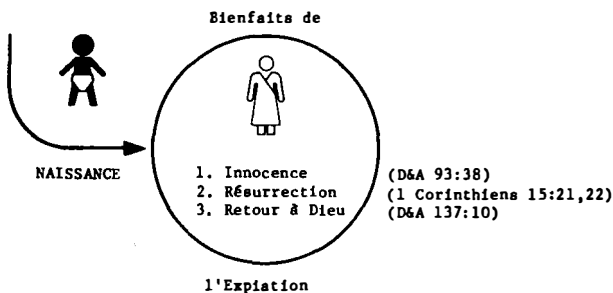 Bienfaits de
NAISSANCE
1. Innocence (D&A 93:38)
2. Résurrection (1 Corinthiens 15:21,22)
3. Retour à Dieu (D&A 137:10)
l'Expiation